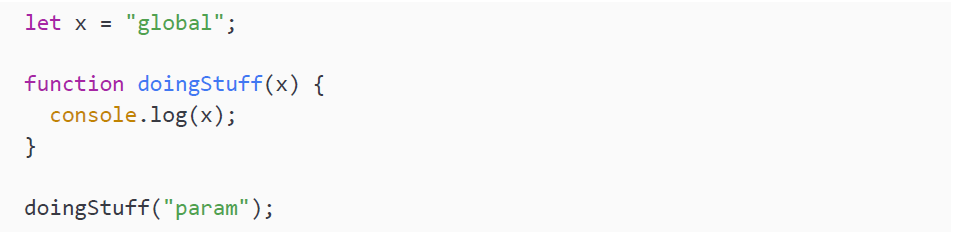 let x = "global";

function doingStuff(x) {
  console.log(x);
}

doingStuff("param");